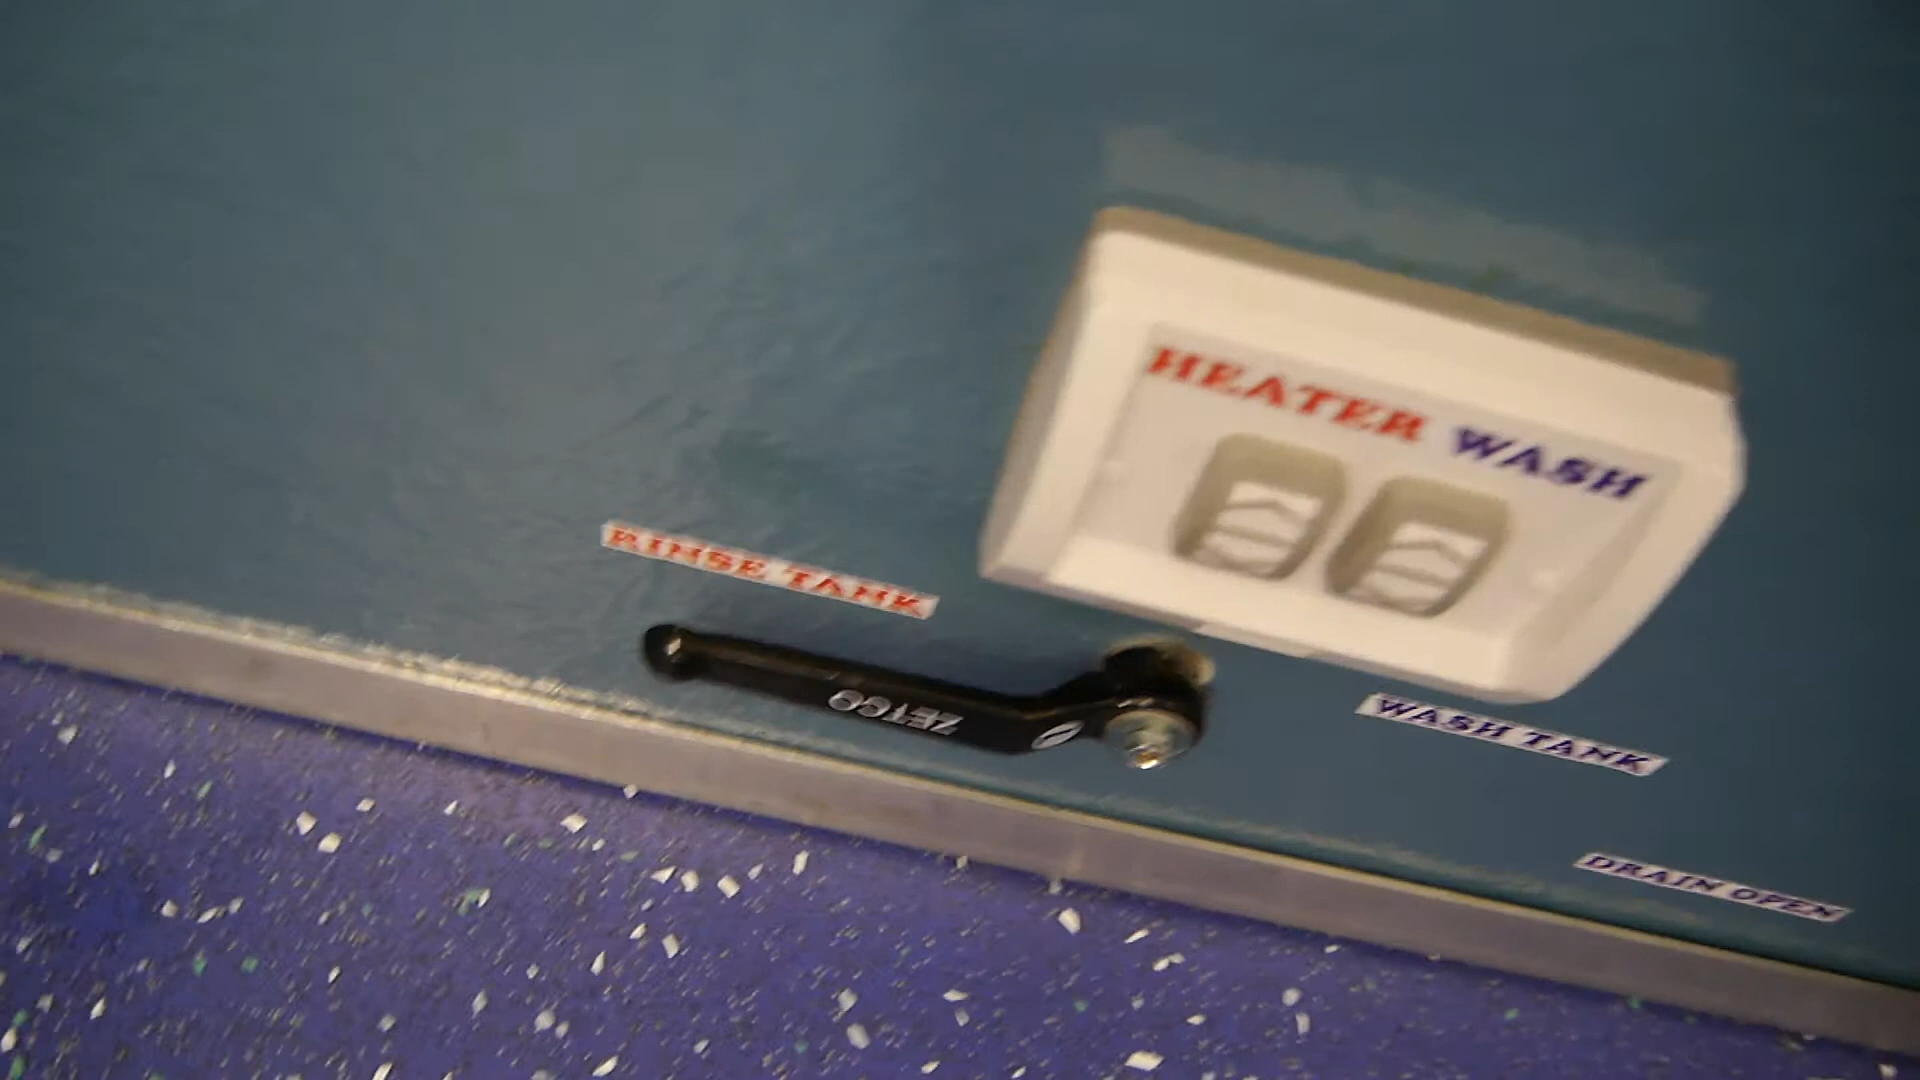 HEATER WASH
RINSE TANK
ZETCO
WASH TANK
DRAIN OPEN